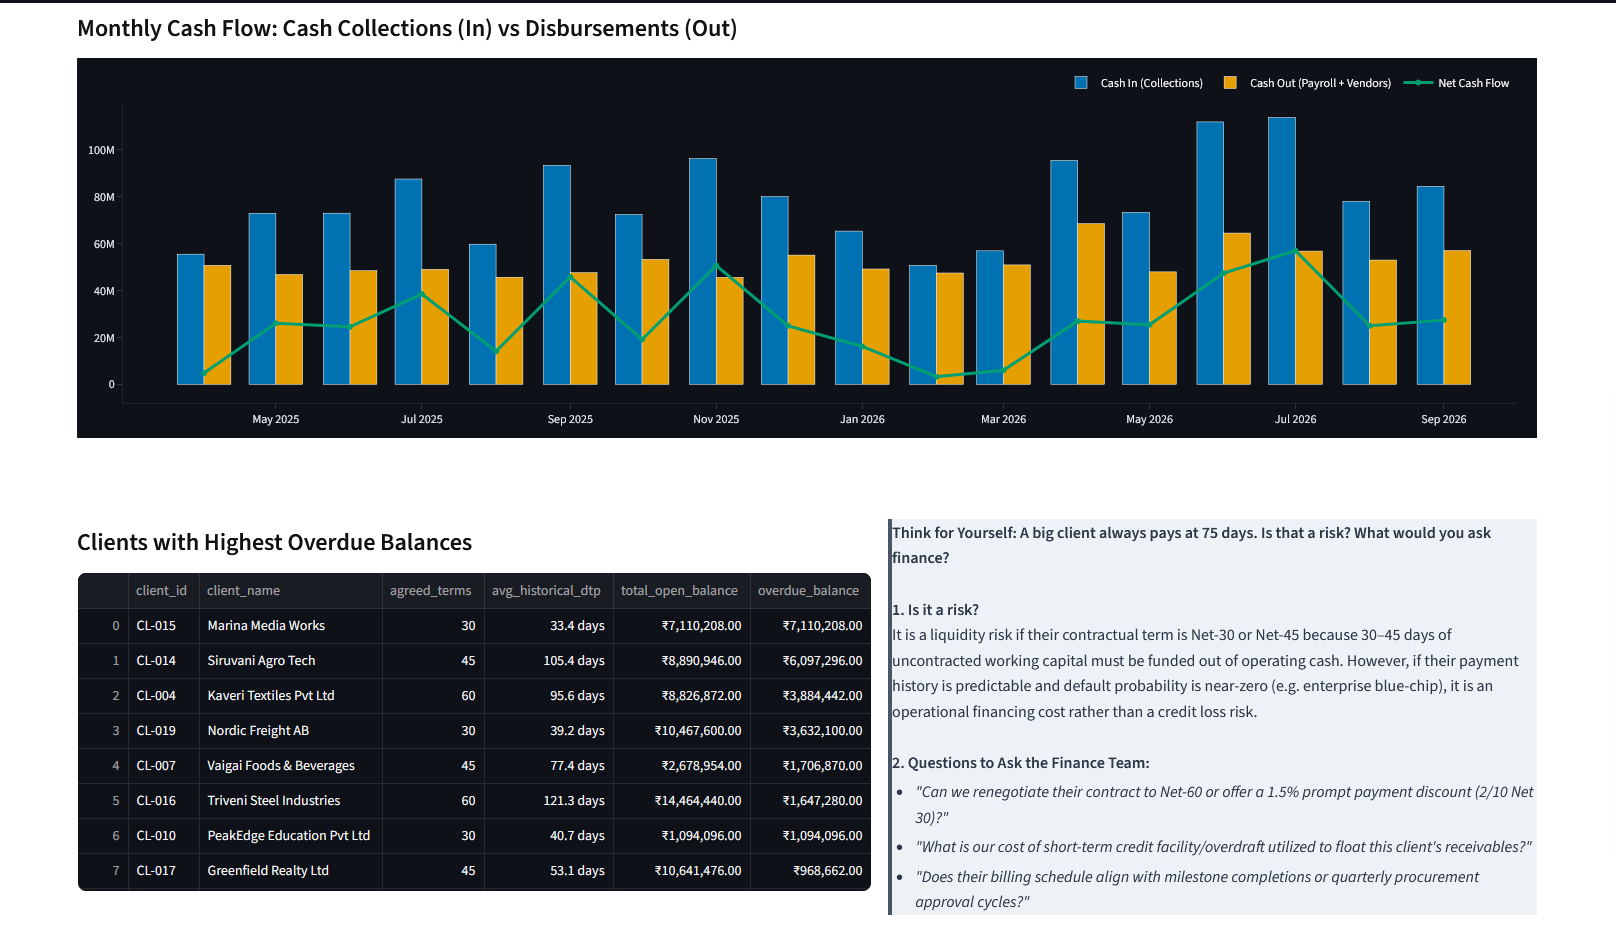 Monthly Cash Flow: Cash Collections (In) vs Disbursements (Out)
Cash In (Collections) Cash Out (Payroll + Vendors) Net Cash Flow
100M
80M
60M
40M
20M
0
May 2025 Jul 2025 Sep 2025 Nov 2025 Jan 2026 Mar 2026 May 2026 Jul 2026 Sep 2026
Clients with Highest Overdue Balances
client_id client_name agreed_terms avg_historical_dtp total_open_balance overdue_balance
0 CL-015 Marina Media Works 30 33.4 days ₹7,110,208.00 ₹7,110,208.00
1 CL-014 Siruvani Agro Tech 45 105.4 days ₹8,890,946.00 ₹6,097,296.00
2 CL-004 Kaveri Textiles Pvt Ltd 60 95.6 days ₹8,826,872.00 ₹3,884,442.00
3 CL-019 Nordic Freight AB 30 39.2 days ₹10,467,600.00 ₹3,632,100.00
4 CL-007 Vaigai Foods & Beverages 45 77.4 days ₹2,678,954.00 ₹1,706,870.00
5 CL-016 Triveni Steel Industries 60 121.3 days ₹14,464,440.00 ₹1,647,280.00
6 CL-010 PeakEdge Education Pvt Ltd 30 40.7 days ₹1,094,096.00 ₹1,094,096.00
7 CL-017 Greenfield Realty Ltd 45 53.1 days ₹10,641,476.00 ₹968,662.00
Think for Yourself: A big client always pays at 75 days. Is that a risk? What would you ask
finance?
1. Is it a risk?
It is a liquidity risk if their contractual term is Net-30 or Net-45 because 30–45 days of
uncontracted working capital must be funded out of operating cash. However, if their payment
history is predictable and default probability is near-zero (e.g. enterprise blue-chip), it is an
operational financing cost rather than a credit loss risk.
2. Questions to Ask the Finance Team:
• "Can we renegotiate their contract to Net-60 or offer a 1.5% prompt payment discount (2/10 Net
30)?"
• "What is our cost of short-term credit facility/overdraft utilized to float this client's receivables?"
• "Does their billing schedule align with milestone completions or quarterly procurement
approval cycles?"